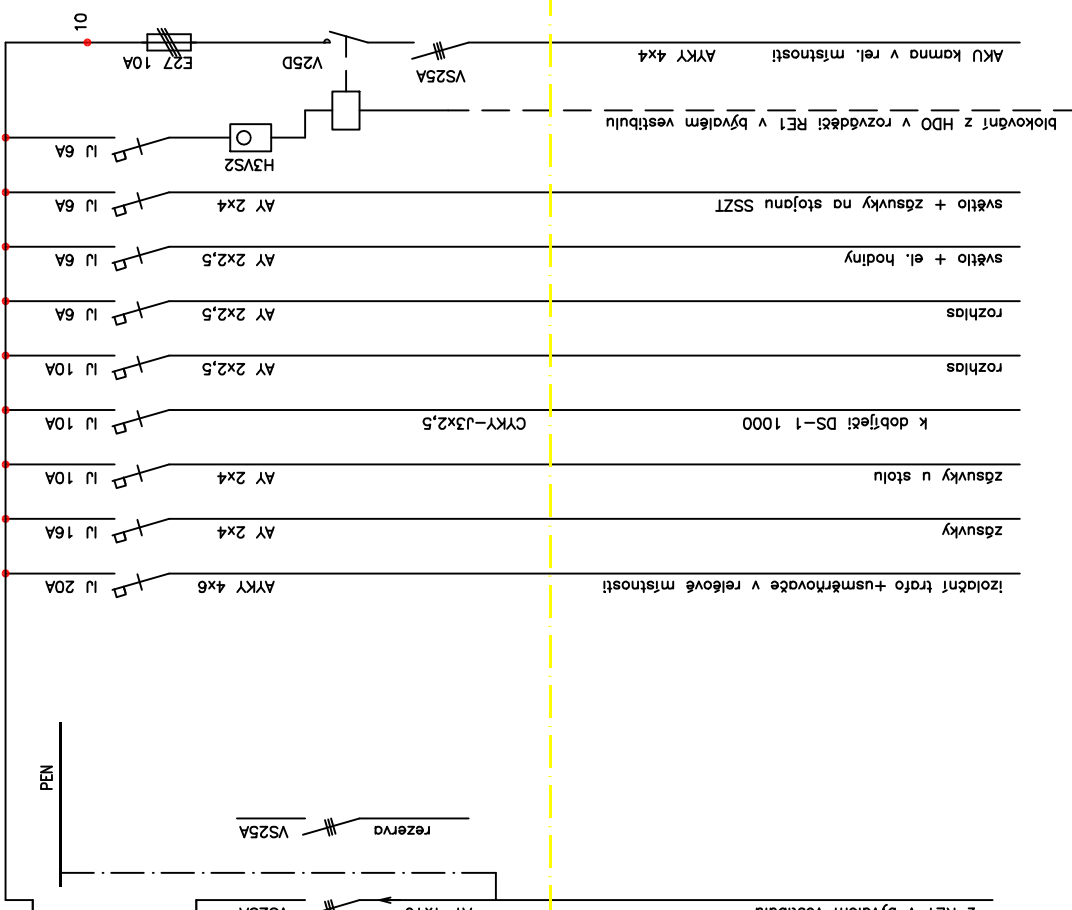 rezerva VS25A
PEN
izolační trafo +usměrňovače v reléové místnosti AYKY 4x6 IJ 20A
zásuvky AY 2x4 IJ 16A
zásuvky u stolu AY 2x4 IJ 10A
k dobíječi DS-1 1000 CYKY-J3x2,5 IJ 10A
rozhlas AY 2x2,5 IJ 10A
rozhlas AY 2x2,5 IJ 6A
světlo + el. hodiny AY 2x2,5 IJ 6A
světlo + zásuvky na stojanu SSZT AY 2x4 IJ 6A
H3VS2 IJ 6A
blokování z HDO v rozváděči RE1 v bývalém vestibulu
AKU kamna v rel. místnosti AYKY 4x4 VS25A V25D E27 10A
10